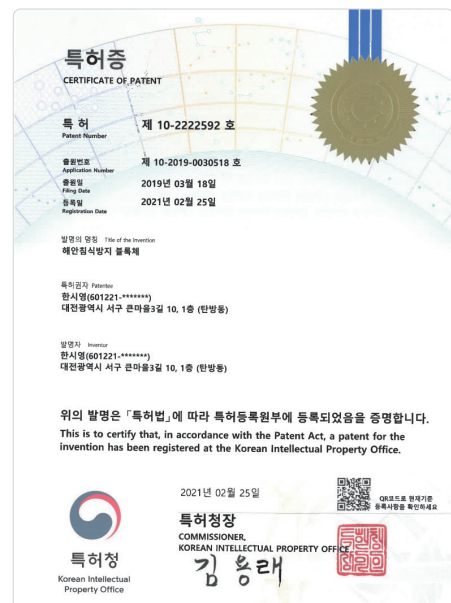 특허증
CERTIFICATE OF PATENT
특 허
Patent Number
제 10-2222592 호
출원번호
Application Number
제 10-2019-0030518 호
출원일
Filing Date
2019년 03월 18일
등록일
Registration Date
2021년 02월 25일
발명의 명칭 Title of the Invention
해안침식방지 블록체
특허권자 Patentee
한시영(601221-*******)
대전광역시 서구 큰마을3길 10, 1층 (탄방동)
발명자 Inventor
한시영(601221-*******)
대전광역시 서구 큰마을3길 10, 1층 (탄방동)
위의 발명은 「특허법」에 따라 특허등록원부에 등록되었음을 증명합니다.
This is to certify that, in accordance with the Patent Act, a patent for the
invention has been registered at the Korean Intellectual Property Office.
2021년 02월 25일
QR코드로 현재기준
등록사항을 확인하세요
특허청장
COMMISSIONER,
KOREAN INTELLECTUAL PROPERTY OFFICE
김용래
특허청
Korean Intellectual
Property Office